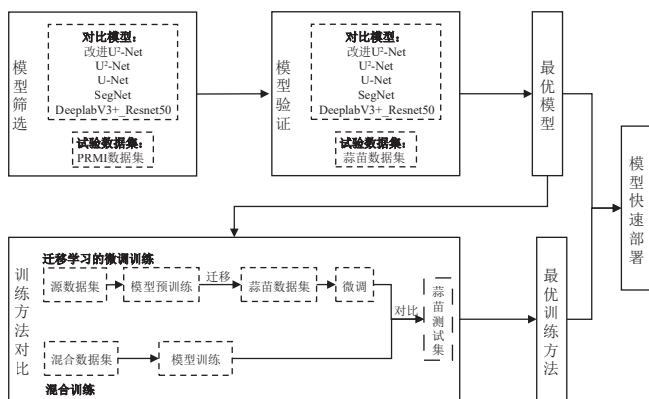 模型筛选
对比模型：
改进U²-Net
U²-Net
U-Net
SegNet
DeeplabV3+_Resnet50
试验数据集：
PRMI数据集
模型验证
对比模型：
改进U²-Net
U²-Net
U-Net
SegNet
DeeplabV3+_Resnet50
试验数据集：
蒜苗数据集
最优模型
模型快速部署
训练方法对比
迁移学习的微调训练
源数据集
模型预训练
迁移
蒜苗数据集
微调
对比
蒜苗测试集
混合数据集
模型训练
混合训练
最优训练方法